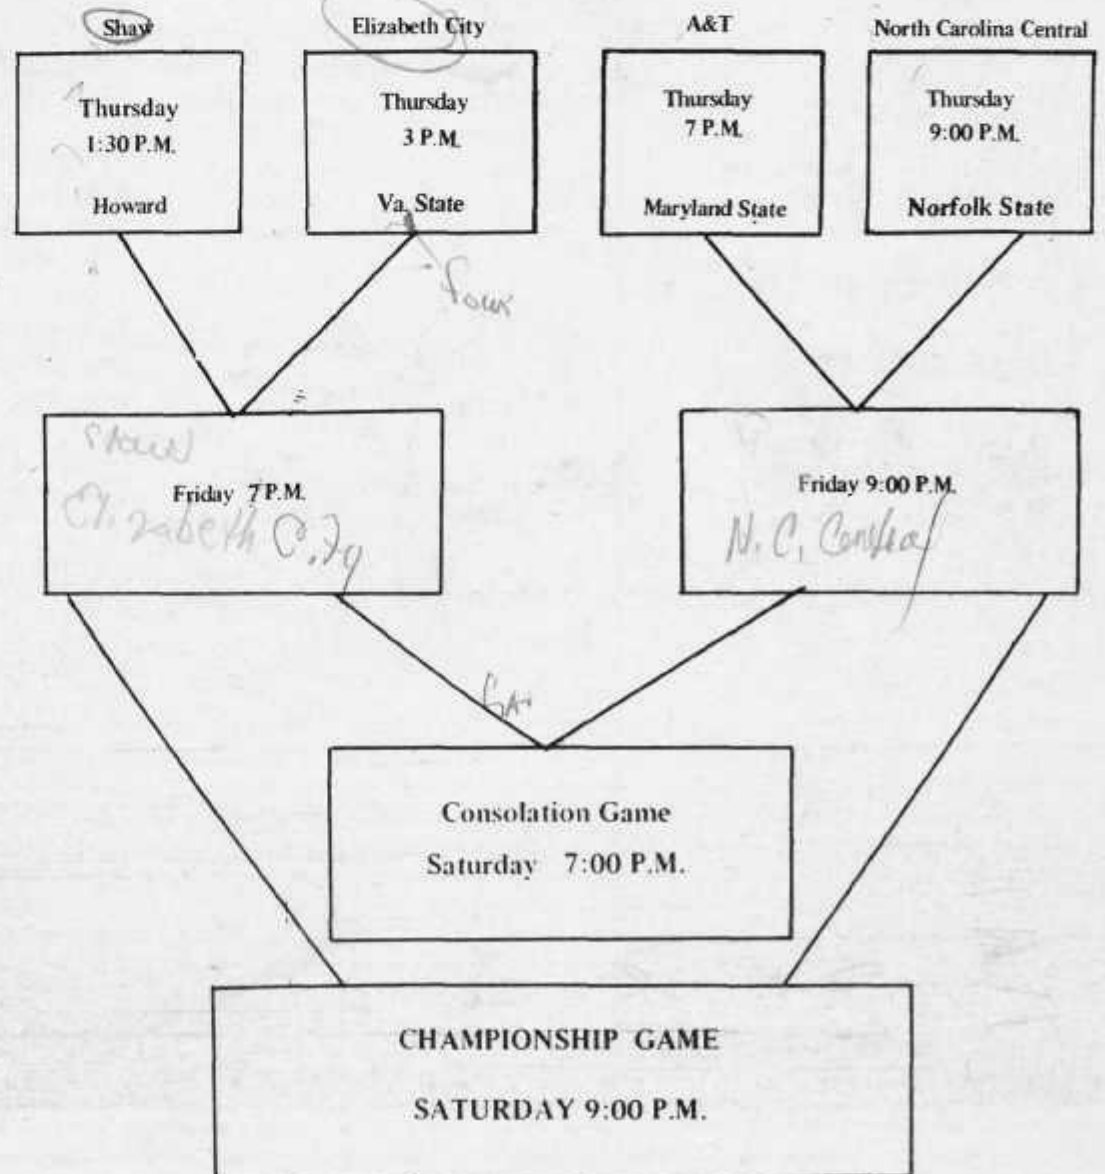 Shaw
Elizabeth City
A&T
North Carolina Central
Thursday
1:30 P.M.
Howard
Thursday
3 P.M.
Va. State
Thursday
7 P.M.
Maryland State
Thursday
9:00 P.M.
Norfolk State
Friday 7 P.M.
Elizabeth City
Friday 9:00 P.M.
N.C. Central
Consolation Game
Saturday 7:00 P.M.
CHAMPIONSHIP GAME
SATURDAY 9:00 P.M.